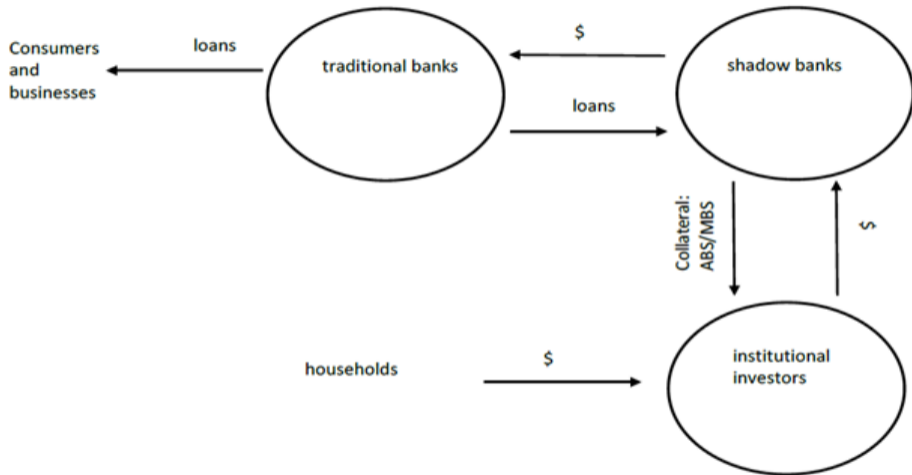 Consumers
and
businesses
loans
traditional banks
$
loans
shadow banks
Collateral:
ABS/MBS
$
households
$
institutional
investors